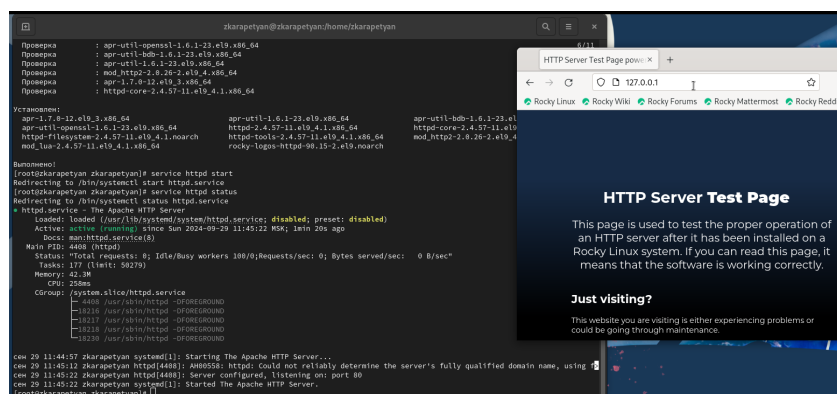 zkarapetyan@zkarapetyan:/home/zkarapetyan
Проверка : apr-util-openssl-1.6.1-23.el9.x86_64 6/11
Проверка : apr-util-bdb-1.6.1-23.el9.x86_64
Проверка : apr-util-1.6.1-23.el9.x86_64
Проверка : mod_http2-2.0.26-2.el9_4.x86_64
Проверка : apr-1.7.0-12.el9_3.x86_64
Проверка : httpd-core-2.4.57-11.el9_4.1.x86_64
Установлен:
apr-1.7.0-12.el9_3.x86_64 apr-util-1.6.1-23.el9.x86_64 apr-util-bdb-1.6.1-23.el
apr-util-openssl-1.6.1-23.el9.x86_64 httpd-2.4.57-11.el9_4.1.x86_64 httpd-core-2.4.57-11.el9
httpd-filesystem-2.4.57-11.el9_4.1.noarch httpd-tools-2.4.57-11.el9_4.1.x86_64 mod_http2-2.0.26-2.el9_4
mod_lua-2.4.57-11.el9_4.1.x86_64 rocky-logos-httpd-90.15-2.el9.noarch
Выполнено!
[root@zkarapetyan zkarapetyan]# service httpd start
Redirecting to /bin/systemctl start httpd.service
[root@zkarapetyan zkarapetyan]# service httpd status
Redirecting to /bin/systemctl status httpd.service
● httpd.service - The Apache HTTP Server
Loaded: loaded (/usr/lib/systemd/system/httpd.service; disabled; preset: disabled)
Active: active (running) since Sun 2024-09-29 11:45:22 MSK; 1min 20s ago
Docs: man:httpd.service(8)
Main PID: 4408 (httpd)
Status: "Total requests: 0; Idle/Busy workers 100/0;Requests/sec: 0; Bytes served/sec: 0 B/sec"
Tasks: 177 (limit: 50279)
Memory: 42.3M
CPU: 258ms
CGroup: /system.slice/httpd.service
├─ 4408 /usr/sbin/httpd -DFOREGROUND
├─18216 /usr/sbin/httpd -DFOREGROUND
├─18217 /usr/sbin/httpd -DFOREGROUND
├─18218 /usr/sbin/httpd -DFOREGROUND
└─18230 /usr/sbin/httpd -DFOREGROUND
сен 29 11:44:57 zkarapetyan systemd[1]: Starting The Apache HTTP Server...
сен 29 11:45:12 zkarapetyan httpd[4408]: AH00558: httpd: Could not reliably determine the server's fully qualified domain name, using f>
сен 29 11:45:22 zkarapetyan httpd[4408]: Server configured, listening on: port 80
сен 29 11:45:22 zkarapetyan systemd[1]: Started The Apache HTTP Server.
[root@zkarapetyan zkarapetyan]#
HTTP Server Test Page powe
127.0.0.1
Rocky Linux Rocky Wiki Rocky Forums Rocky Mattermost Rocky Redd
HTTP Server Test Page
This page is used to test the proper operation of
an HTTP server after it has been installed on a
Rocky Linux system. If you can read this page, it
means that the software is working correctly.
Just visiting?
This website you are visiting is either experiencing problems or
could be going through maintenance.